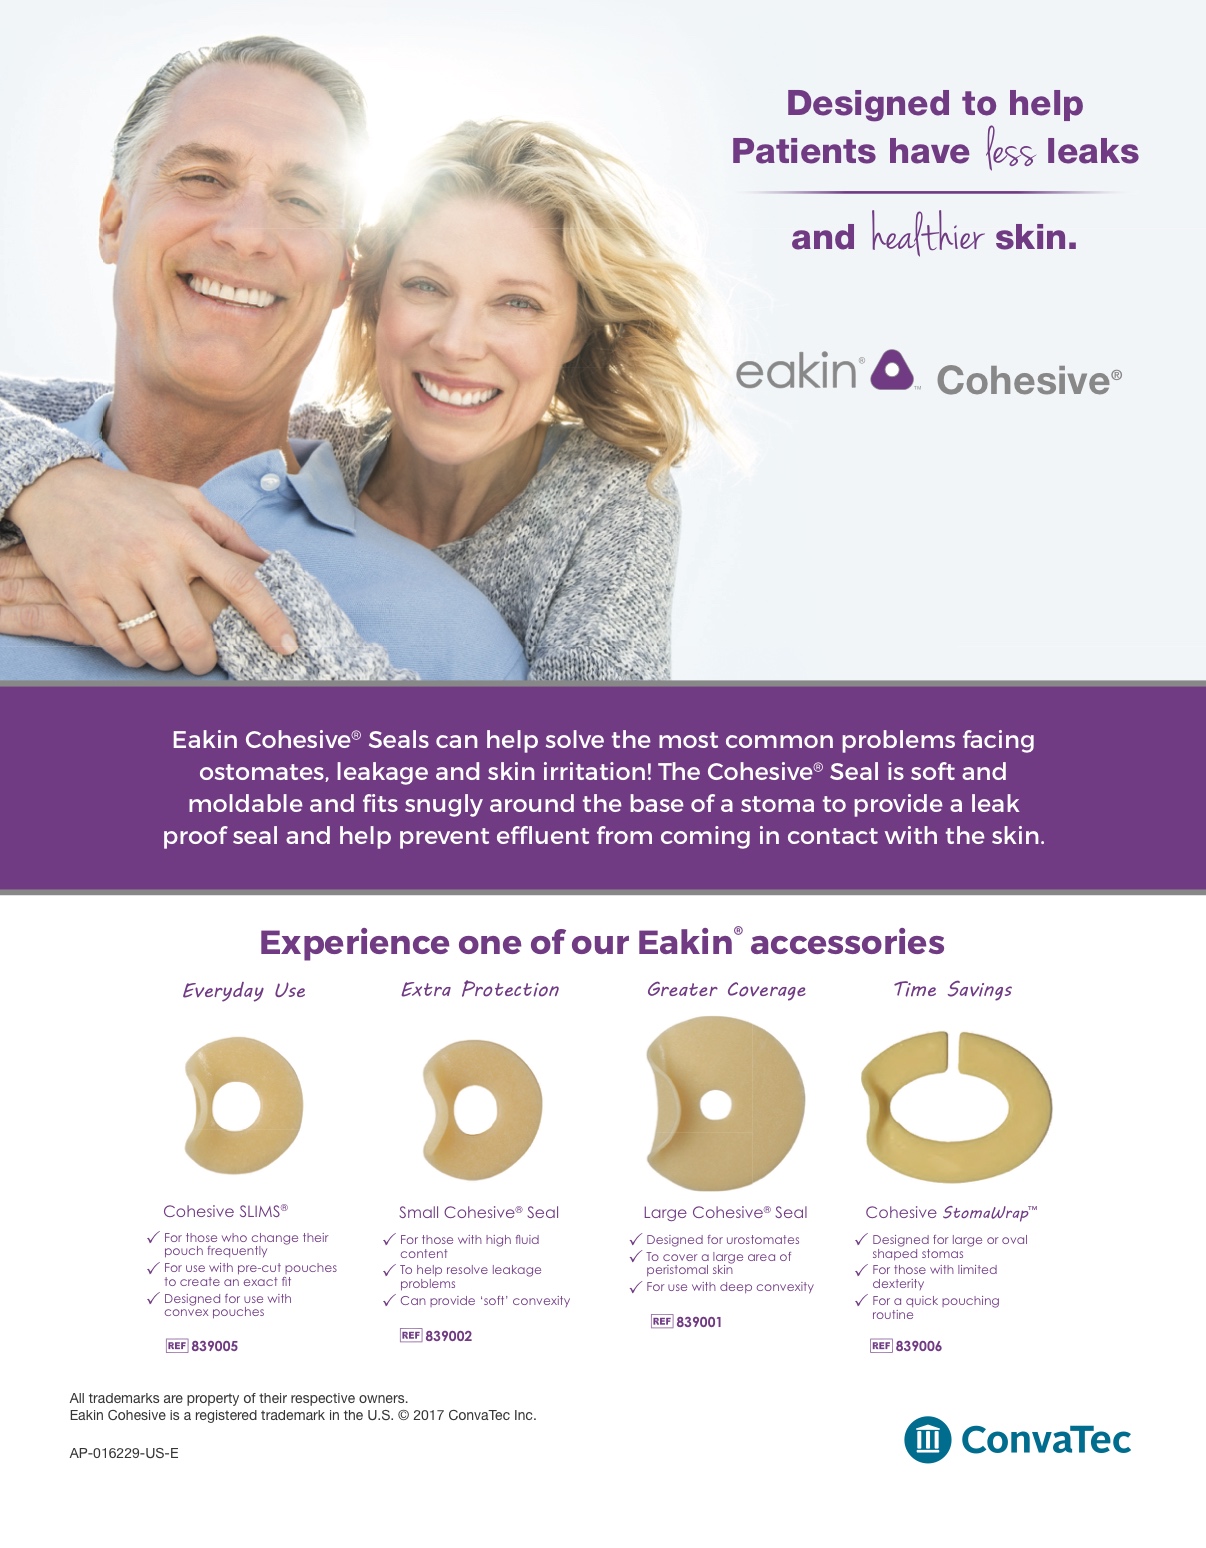 Designed to help
Patients have less leaks
and healthier skin.
eakin® ™ Cohesive®
Eakin Cohesive® Seals can help solve the most common problems facing
ostomates, leakage and skin irritation! The Cohesive® Seal is soft and
moldable and fits snugly around the base of a stoma to provide a leak
proof seal and help prevent effluent from coming in contact with the skin.
Experience one of our Eakin® accessories
Everyday Use
Cohesive SLIMS®
✓ For those who change their
pouch frequently
✓ For use with pre-cut pouches
to create an exact fit
✓ Designed for use with
convex pouches
REF 839005
Extra Protection
Small Cohesive® Seal
✓ For those with high fluid
content
✓ To help resolve leakage
problems
✓ Can provide ‘soft’ convexity
REF 839002
Greater Coverage
Large Cohesive® Seal
✓ Designed for urostomates
✓ To cover a large area of
peristomal skin
✓ For use with deep convexity
REF 839001
Time Savings
Cohesive StomaWrap™
✓ Designed for large or oval
shaped stomas
✓ For those with limited
dexterity
✓ For a quick pouching
routine
REF 839006
All trademarks are property of their respective owners.
Eakin Cohesive is a registered trademark in the U.S. © 2017 ConvaTec Inc.
AP-016229-US-E
ConvaTec